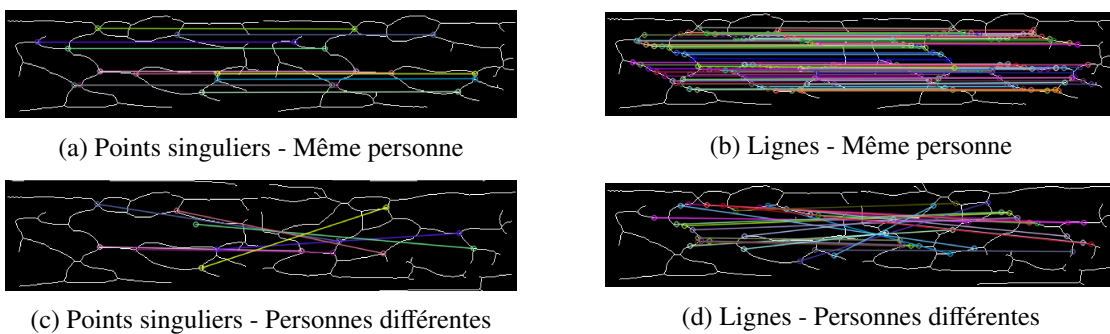 (a) Points singuliers - Même personne
(b) Lignes - Même personne
(c) Points singuliers - Personnes différentes
(d) Lignes - Personnes différentes